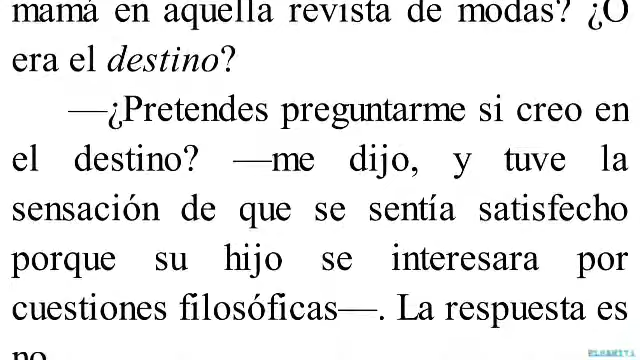 mamá en aquella revista de modas? ¿O
era el destino?
—¿Pretendes preguntarme si creo en
el destino? —me dijo, y tuve la
sensación de que se sentía satisfecho
porque su hijo se interesara por
cuestiones filosóficas—. La respuesta es
no